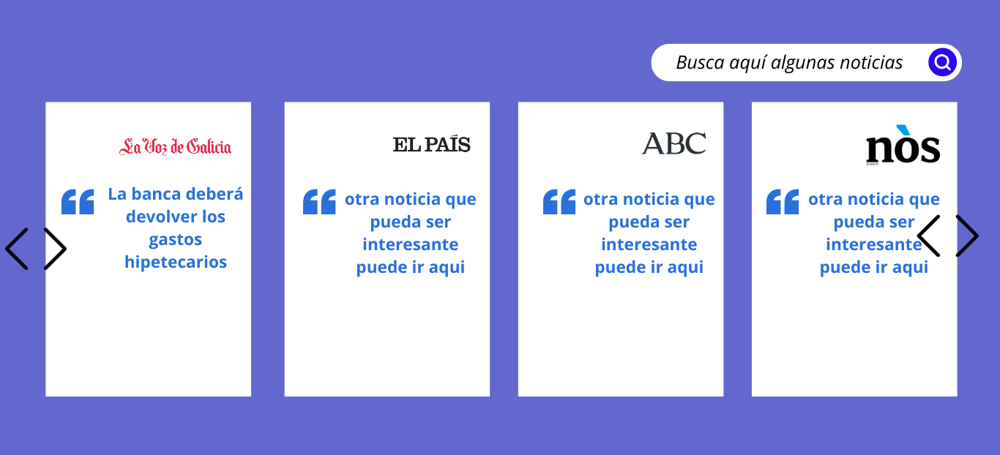 Busca aquí algunas noticias
La Voz de Galicia
La banca deberá
devolver los
gastos
hipetecarios
EL PAÍS
otra noticia que
pueda ser
interesante
puede ir aqui
ABC
otra noticia que
pueda ser
interesante
puede ir aqui
nòs
DIARIO
otra noticia que
pueda ser
interesante
puede ir aqui